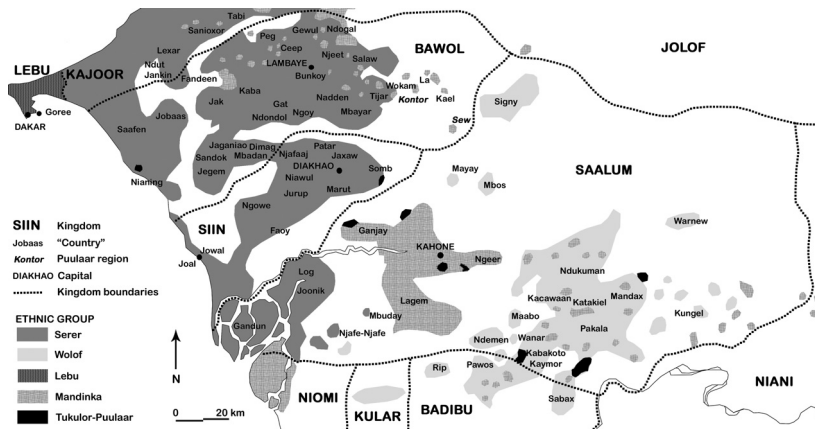 Tabi
Sanioxor
Gewul
Ndogal
Peg
Lexar
Ceep
Njeet
Salaw
BAWOL
JOLOF
LEBU
KAJOOR
Ndut
Jankin
Fandeen
LAMBAYE
Bunkoy
Wokam
La
Kontor
Kael
Kaba
Nadden
Tijar
Signy
Jak
Gat
Ndondol
Ngoy
Mbayar
Goree
DAKAR
Saafen
Jobaas
Sew
Jaganiao
Dimag
Patar
Sandok
Mbadan
Njafaaj
Jaxaw
Jegem
DIAKHAO
Somb
Mayay
Mbos
SAALUM
Nianing
Niawul
Jurup
Marut
Ngowe
Faoy
SIIN
Ganjay
KAHONE
Ngeer
Warnew
Jowal
Joal
Log
Joonik
Lagem
Ndukuman
Kacawaan
Katakiel
Mandax
Kungel
Mbuday
Maabo
Pakala
Gandun
Njafe-Njafe
Ndemen
Wanar
Kabakoto
Kaymor
Rip
Pawos
Sabax
NIOMI
KULAR
BADIBU
NIANI
SIIN Kingdom
Jobaas "Country"
Kontor Puulaar region
DIAKHAO Capital
Kingdom boundaries
ETHNIC GROUP
Serer
Wolof
Lebu
Mandinka
Tukulor-Puulaar
N
0 20 km